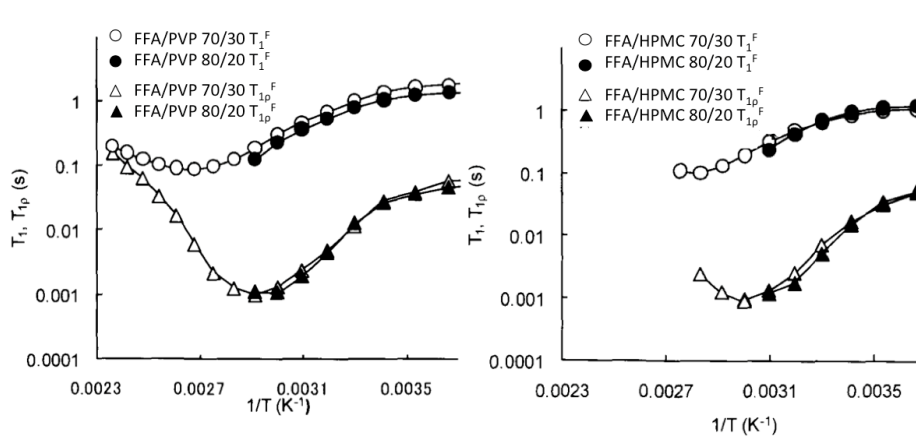 FFA/PVP 70/30 T₁ᶠ
FFA/PVP 80/20 T₁ᶠ
FFA/PVP 70/30 T₁ᵨᶠ
FFA/PVP 80/20 T₁ᵨᶠ
1
0.1
0.01
0.001
0.0001
T₁, T₁ᵨ (s)
0.0023
0.0027
0.0031
0.0035
1/T (K⁻¹)
FFA/HPMC 70/30 T₁ᶠ
FFA/HPMC 80/20 T₁ᶠ
FFA/HPMC 70/30 T₁ᵨᶠ
FFA/HPMC 80/20 T₁ᵨᶠ
1
0.1
0.01
0.001
0.0001
T₁, T₁ᵨ (s)
0.0023
0.0027
0.0031
0.0035
1/T (K⁻¹)